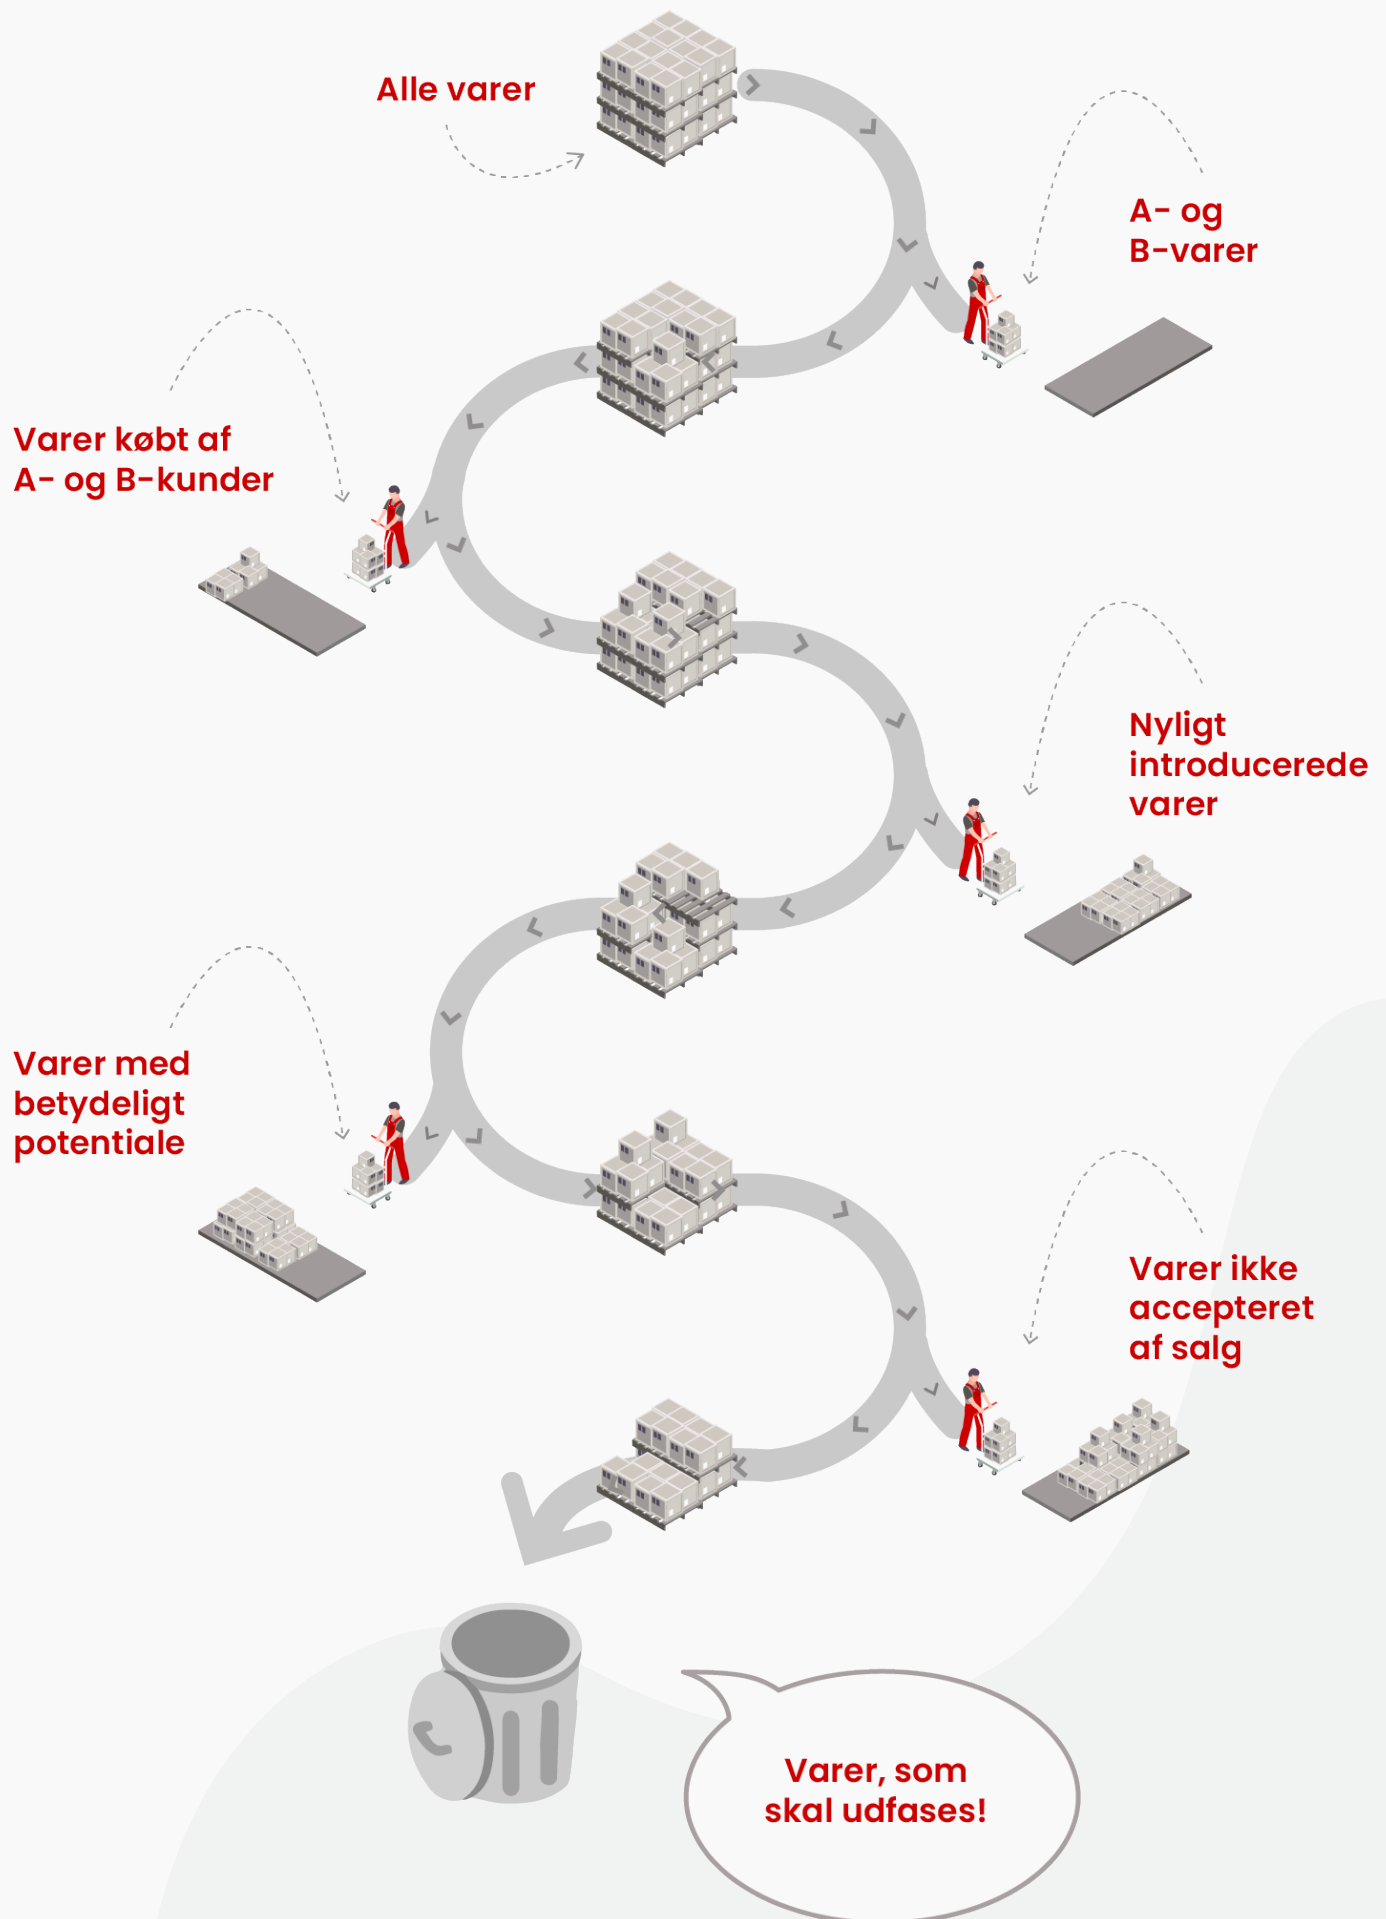 Alle varer
A- og
B-varer
Varer købt af
A- og B-kunder
Nyligt
introducerede
varer
Varer med
betydeligt
potentiale
Varer ikke
accepteret
af salg
Varer, som
skal udfases!